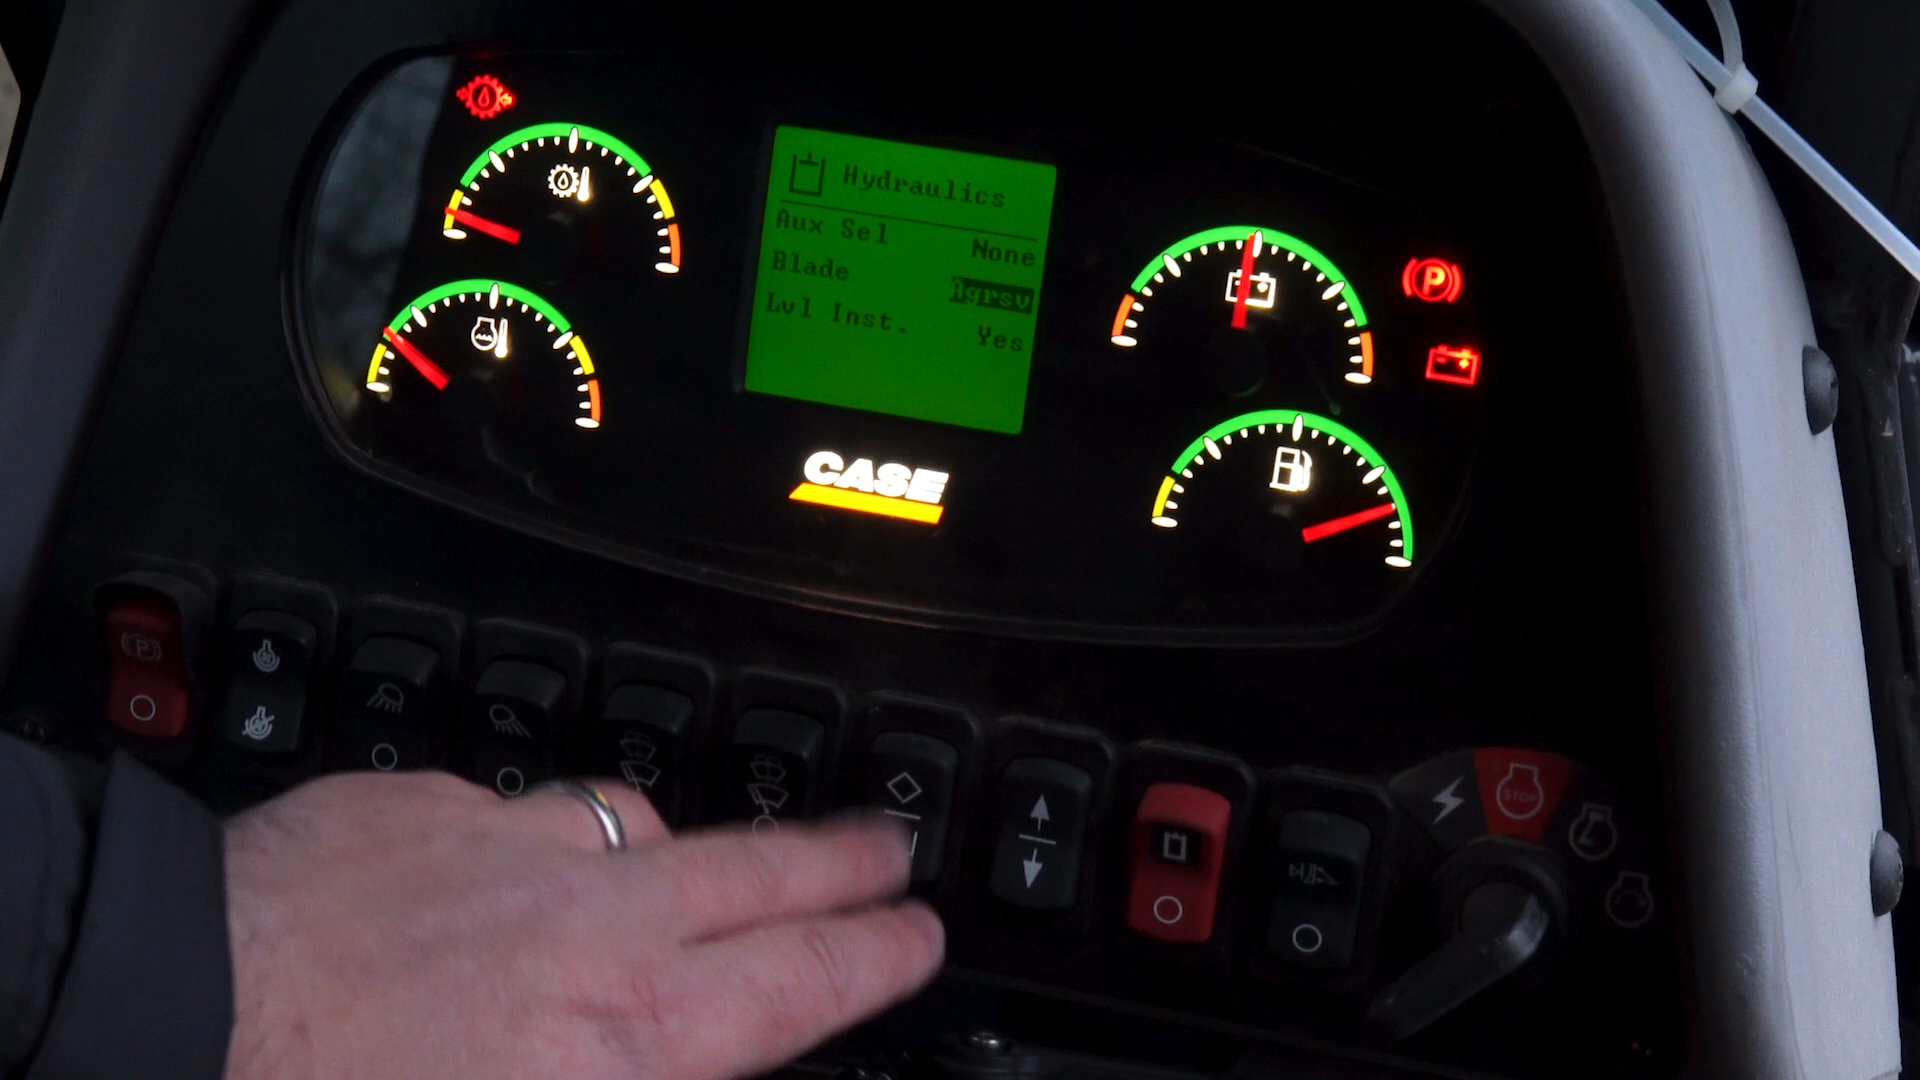 Hydraulics
Aux Sel None
Blade Agrsv
Lvl Inst. Yes
CASE
P
P
STOP